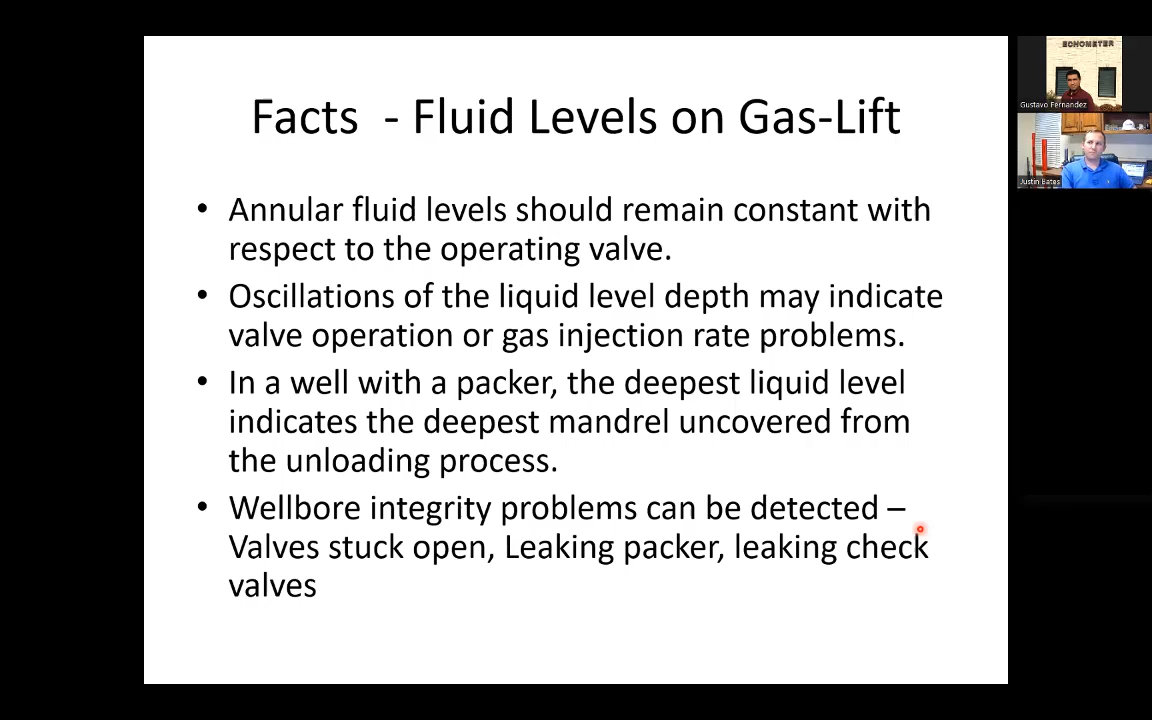 Facts - Fluid Levels on Gas-Lift
• Annular fluid levels should remain constant with
respect to the operating valve.
• Oscillations of the liquid level depth may indicate
valve operation or gas injection rate problems.
• In a well with a packer, the deepest liquid level
indicates the deepest mandrel uncovered from
the unloading process.
• Wellbore integrity problems can be detected –
Valves stuck open, Leaking packer, leaking check
valves
ECHOMETER
Gustavo Fernandez
Justin Bates